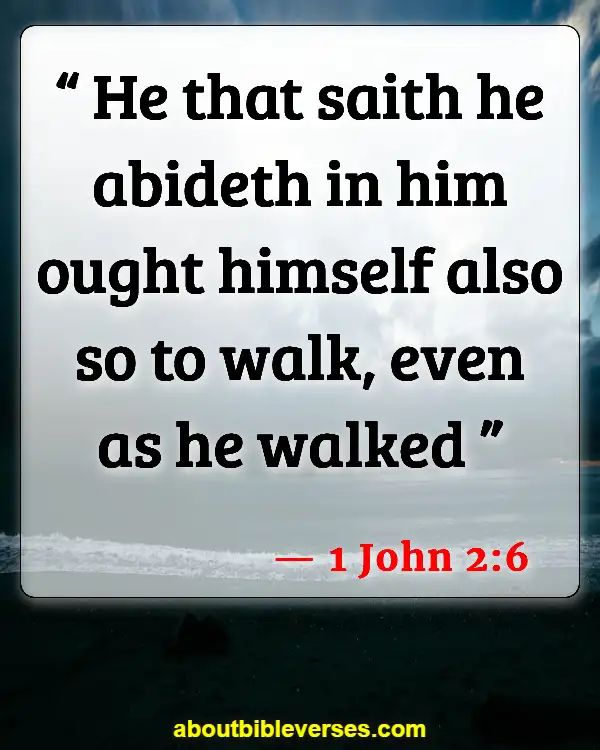 “ He that saith he
abideth in him
ought himself also
so to walk, even
as he walked ”
— 1 John 2:6
aboutbibleverses.com